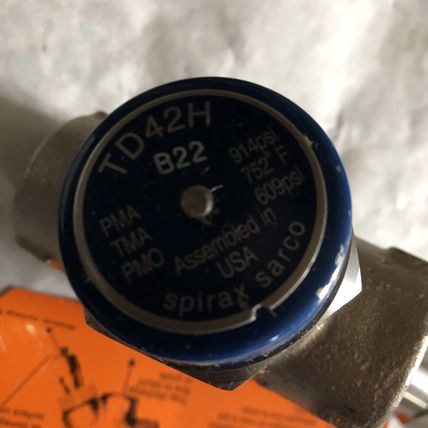 TD42H
B22
PMA 914psi
TMA 752° F
PMO 609psi
Assembled in
USA
spirax sarco